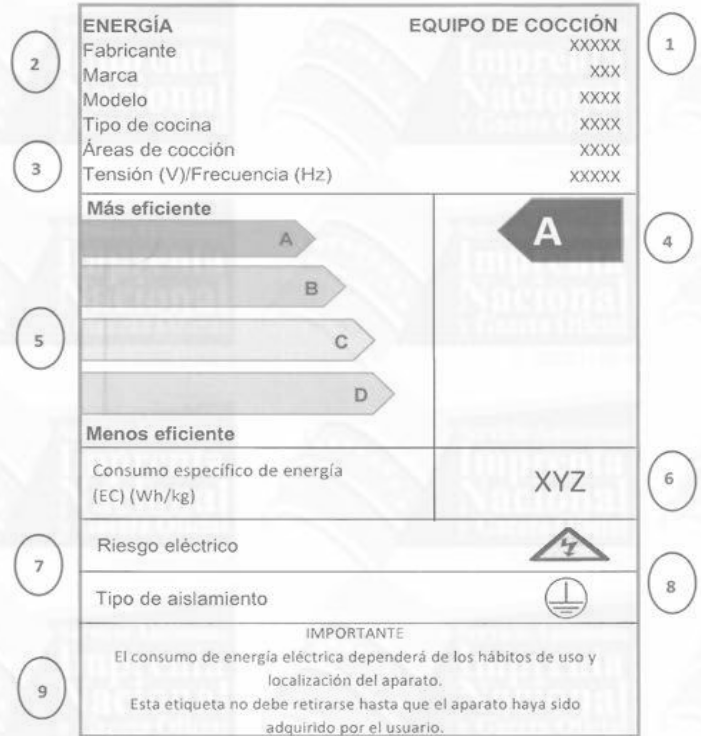 ENERGÍA EQUIPO DE COCCIÓN
Fabricante XXXXX
1
2
Marca XXX
Modelo XXXX
Tipo de cocina XXXX
Áreas de cocción XXXX
3
Tensión (V)/Frecuencia (Hz) XXXXX
Más eficiente
A
A
4
B
5
C
D
Menos eficiente
Consumo específico de energía
(EC) (Wh/kg)
XYZ
6
Riesgo eléctrico
7
8
Tipo de aislamiento
IMPORTANTE
El consumo de energía eléctrica dependerá de los hábitos de uso y
localización del aparato.
9
Esta etiqueta no debe retirarse hasta que el aparato haya sido
adquirido por el usuario.
Imprenta
Nacional
y Gaceta Oficial